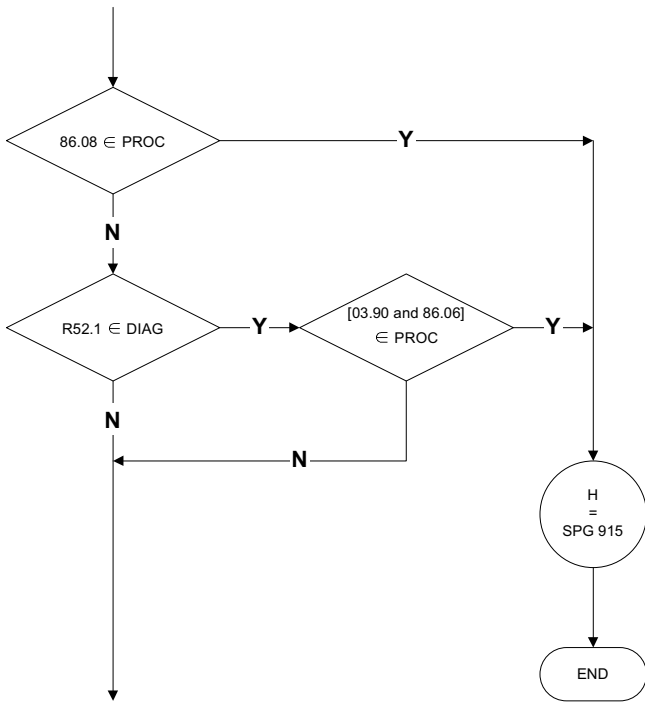 86.08 ∈ PROC
Y
N
R52.1 ∈ DIAG
Y
[03.90 and 86.06]
∈ PROC
Y
N
N
H
=
SPG 915
END